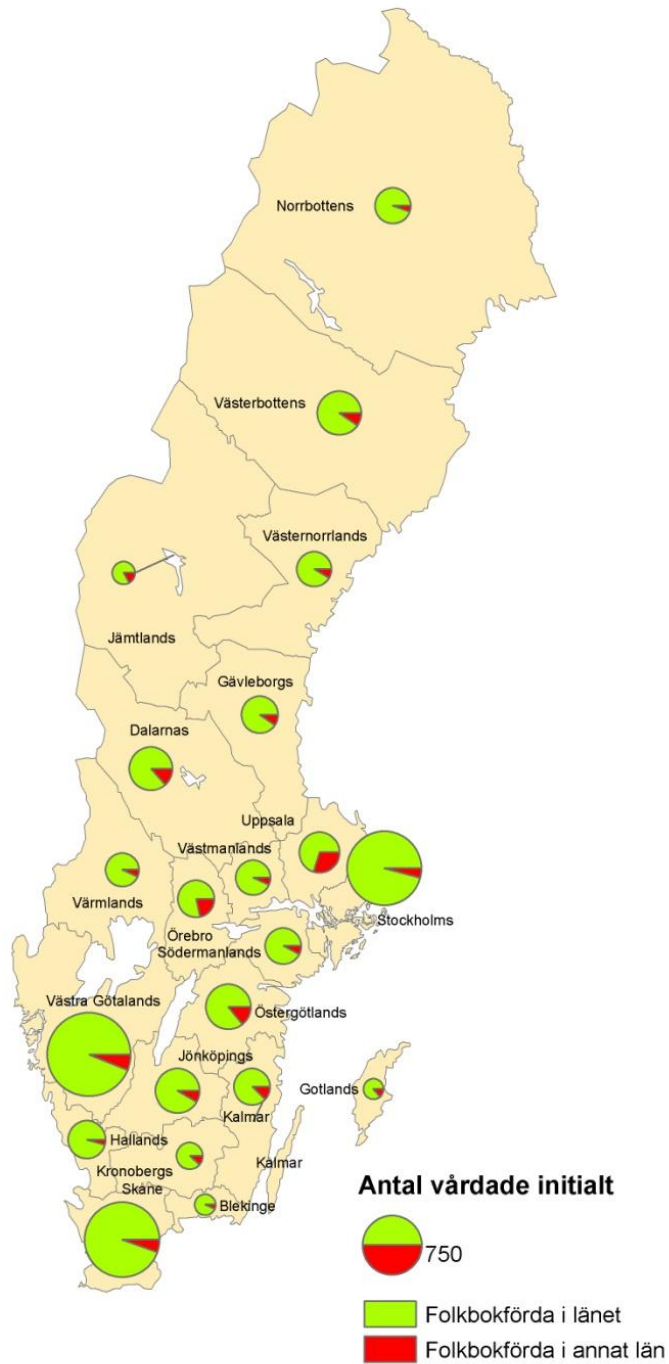 Norrbottens
Västerbottens
Västernorrlands
Jämtlands
Gävleborgs
Dalarnas
Uppsala
Västmanlands
Värmlands
Stockholms
Örebro
Södermanlands
Västra Götalands
Östergötlands
Jönköpings
Gotlands
Kalmar
Hallands
Kalmar
Kronobergs
Skåne
Blekinge
Antal vårdade initialt
750
Folkbokförda i länet
Folkbokförda i annat län